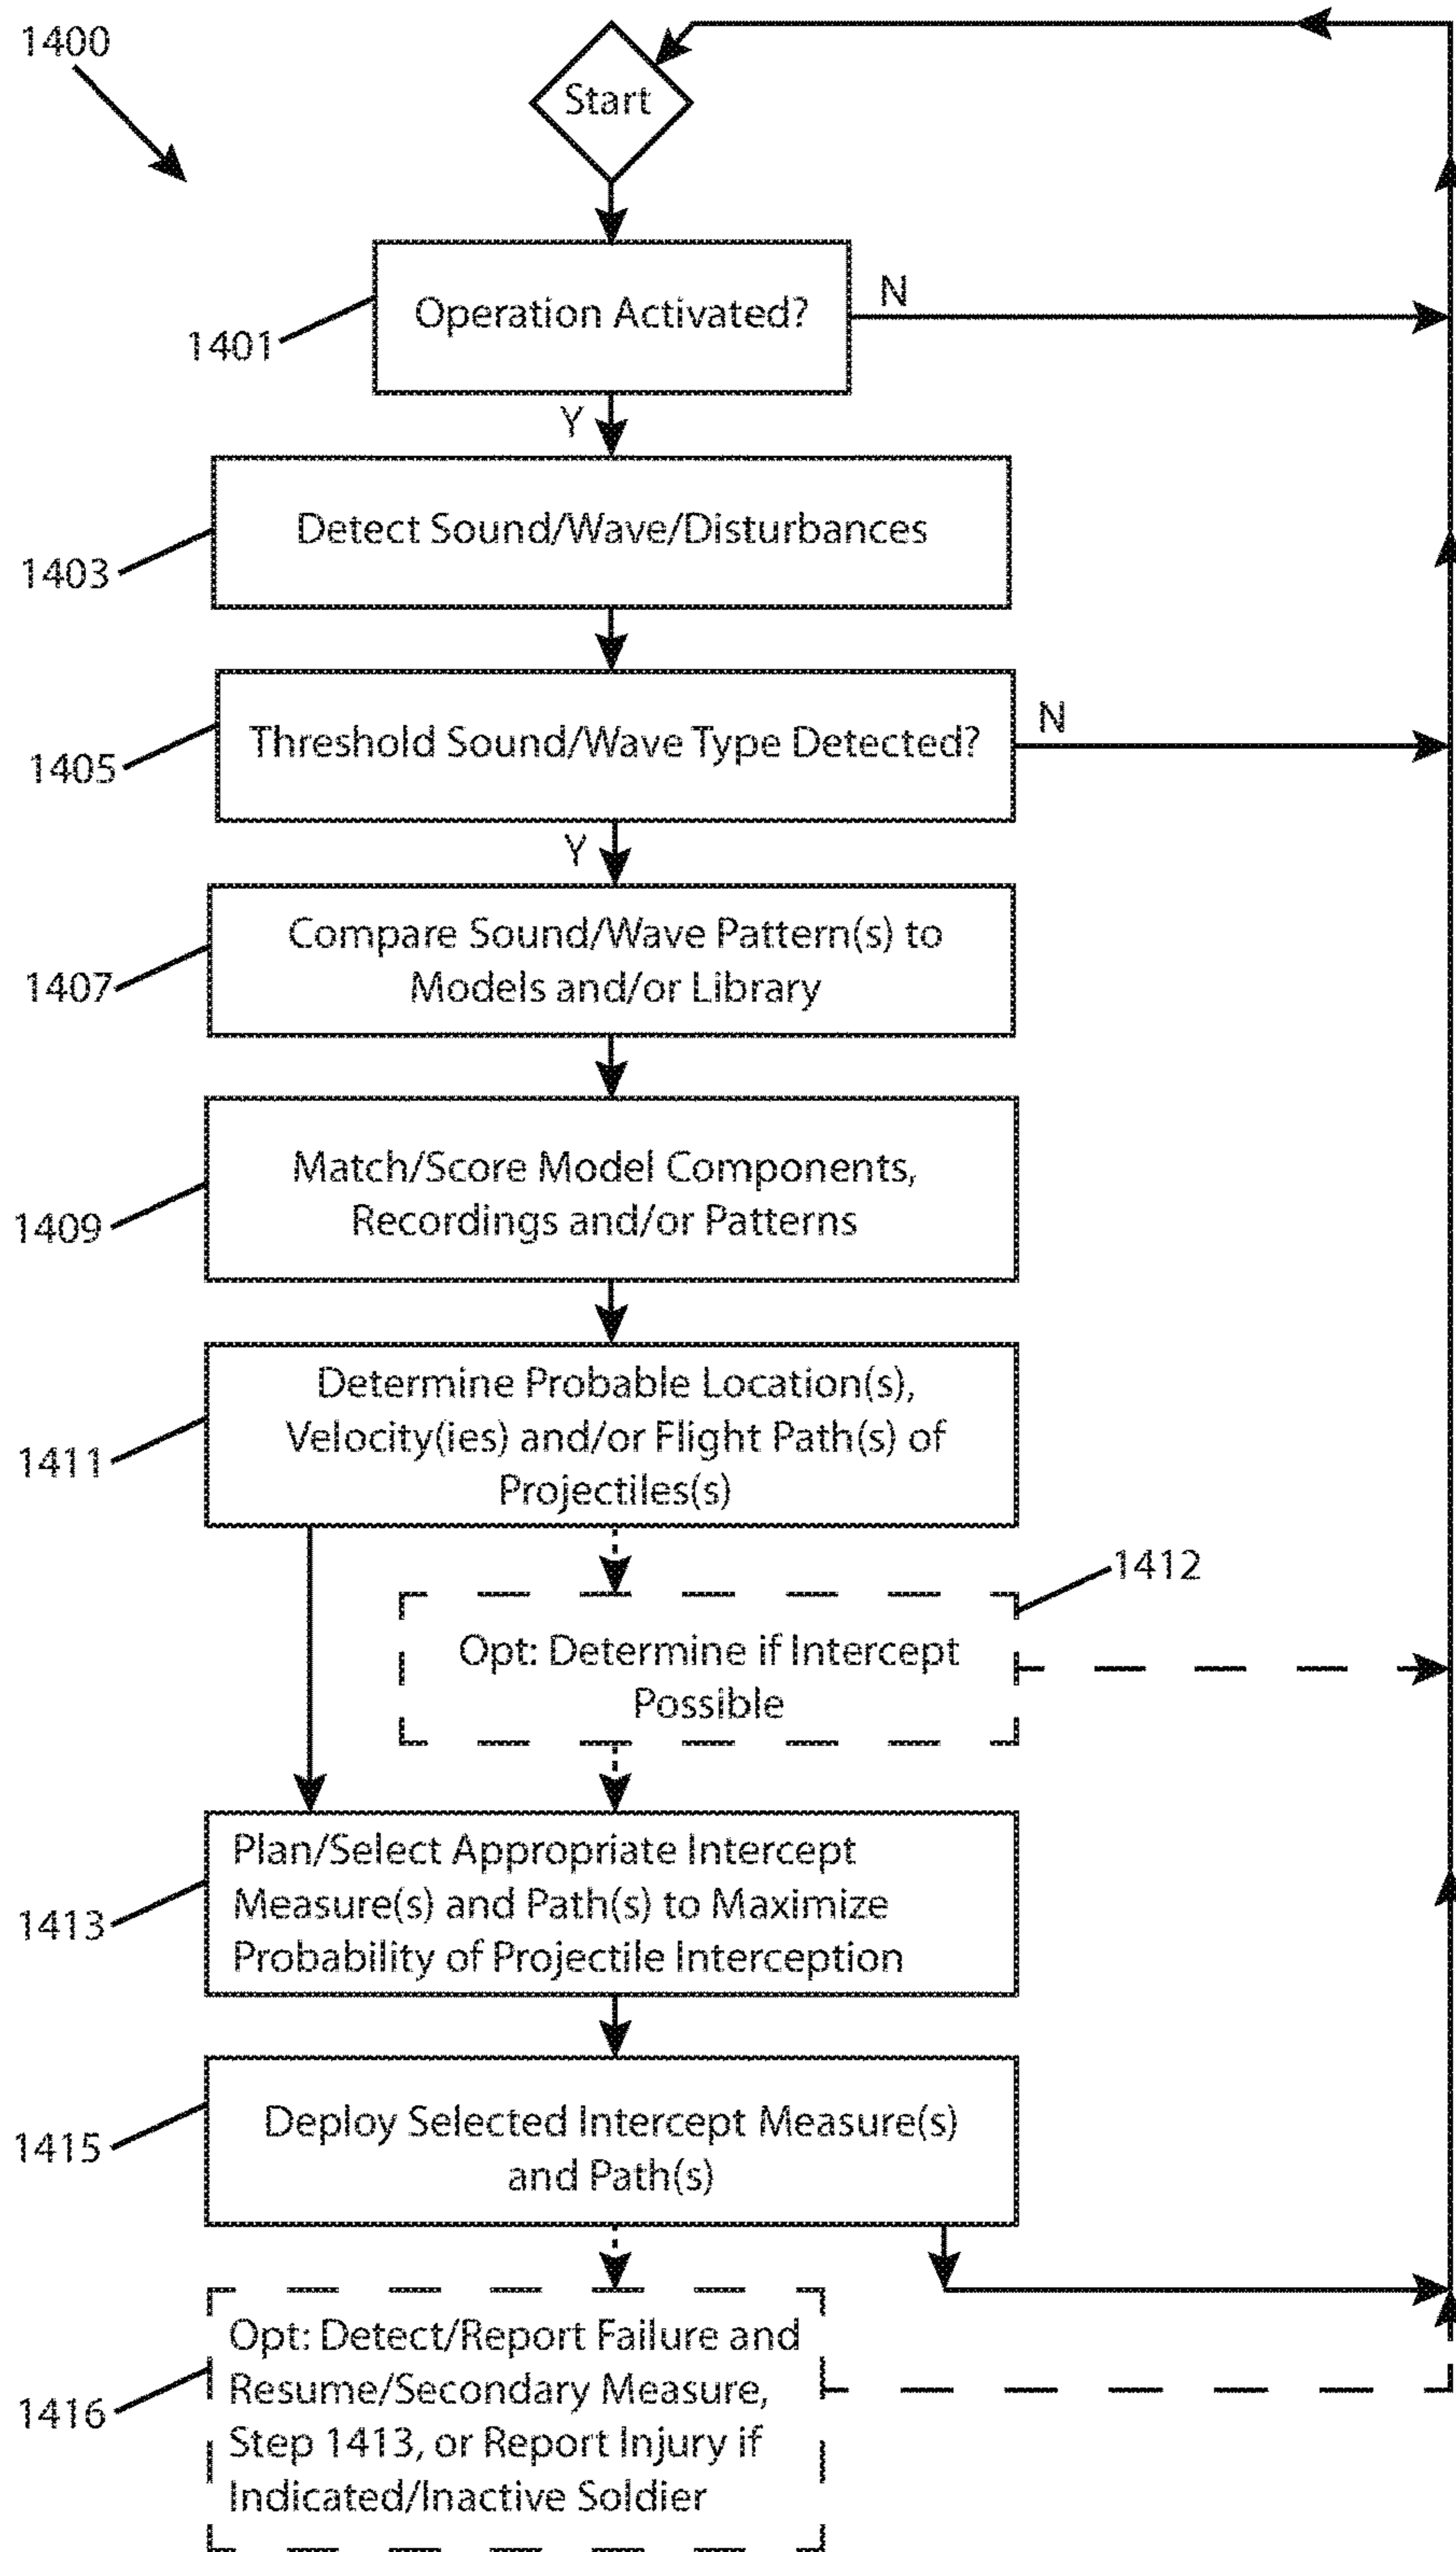 1400
Start
Operation Activated?
N
1401
Y
Detect Sound/Wave/Disturbances
1403
Threshold Sound/Wave Type Detected?
N
1405
Y
Compare Sound/Wave Pattern(s) to
Models and/or Library
1407
Match/Score Model Components,
Recordings and/or Patterns
1409
Determine Probable Location(s),
Velocity(ies) and/or Flight Path(s) of
Projectiles(s)
1411
1412
Opt: Determine if Intercept
Possible
Plan/Select Appropriate Intercept
Measure(s) and Path(s) to Maximize
Probability of Projectile Interception
1413
Deploy Selected Intercept Measure(s)
and Path(s)
1415
Opt: Detect/Report Failure and
Resume/Secondary Measure,
Step 1413, or Report Injury if
Indicated/Inactive Soldier
1416